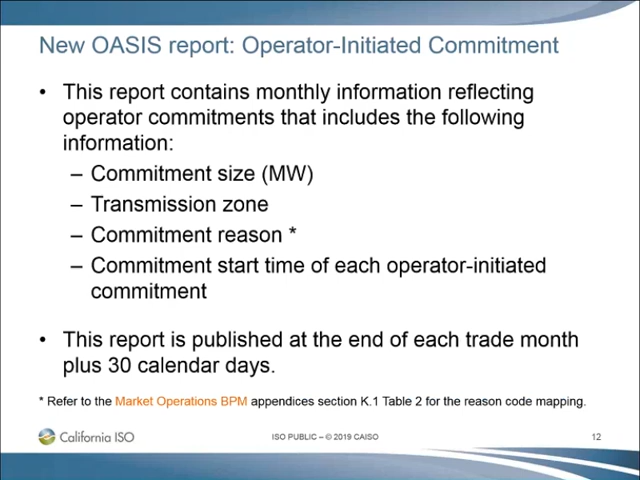 New OASIS report: Operator-Initiated Commitment
• This report contains monthly information reflecting
operator commitments that includes the following
information:
– Commitment size (MW)
– Transmission zone
– Commitment reason *
– Commitment start time of each operator-initiated
commitment
• This report is published at the end of each trade month
plus 30 calendar days.
* Refer to the Market Operations BPM appendices section K.1 Table 2 for the reason code mapping.
California ISO
ISO PUBLIC – © 2019 CAISO
12